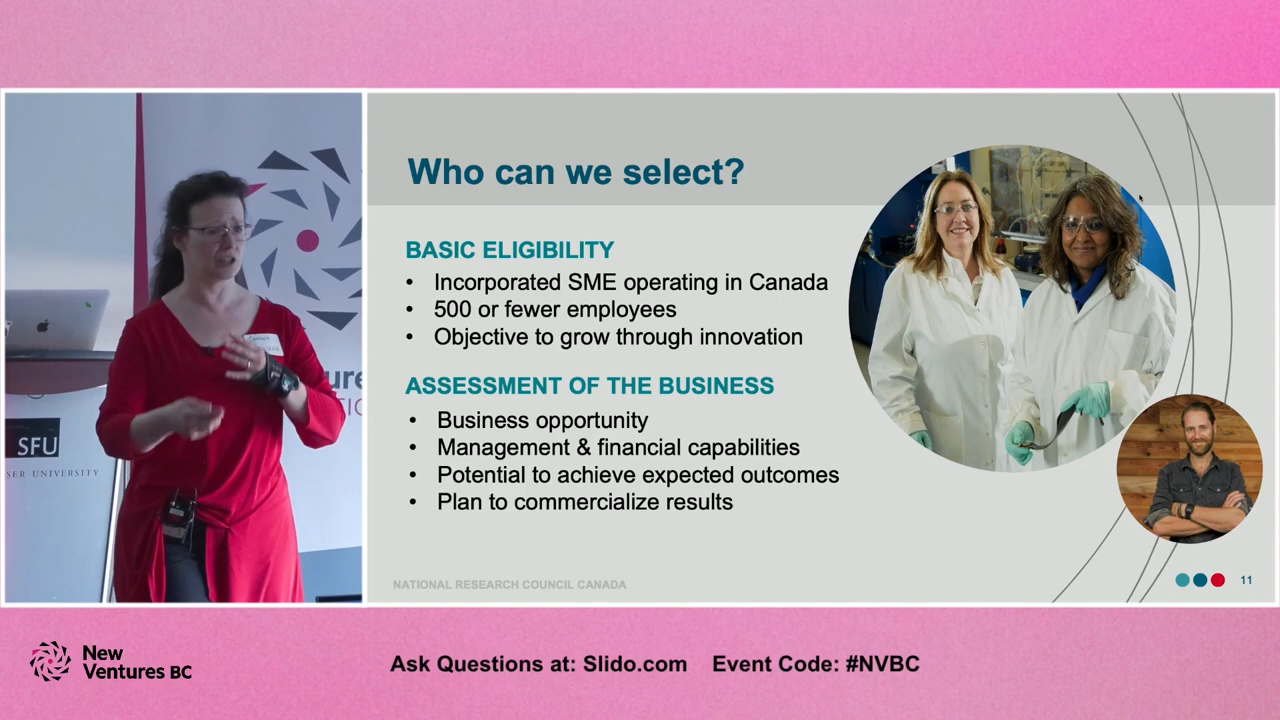 Who can we select?
BASIC ELIGIBILITY
• Incorporated SME operating in Canada
• 500 or fewer employees
• Objective to grow through innovation
ASSESSMENT OF THE BUSINESS
• Business opportunity
• Management & financial capabilities
• Potential to achieve expected outcomes
• Plan to commercialize results
NATIONAL RESEARCH COUNCIL CANADA
11
SFU
SER UNIVERSITY
New
Ventures BC
Ask Questions at: Slido.com Event Code: #NVBC